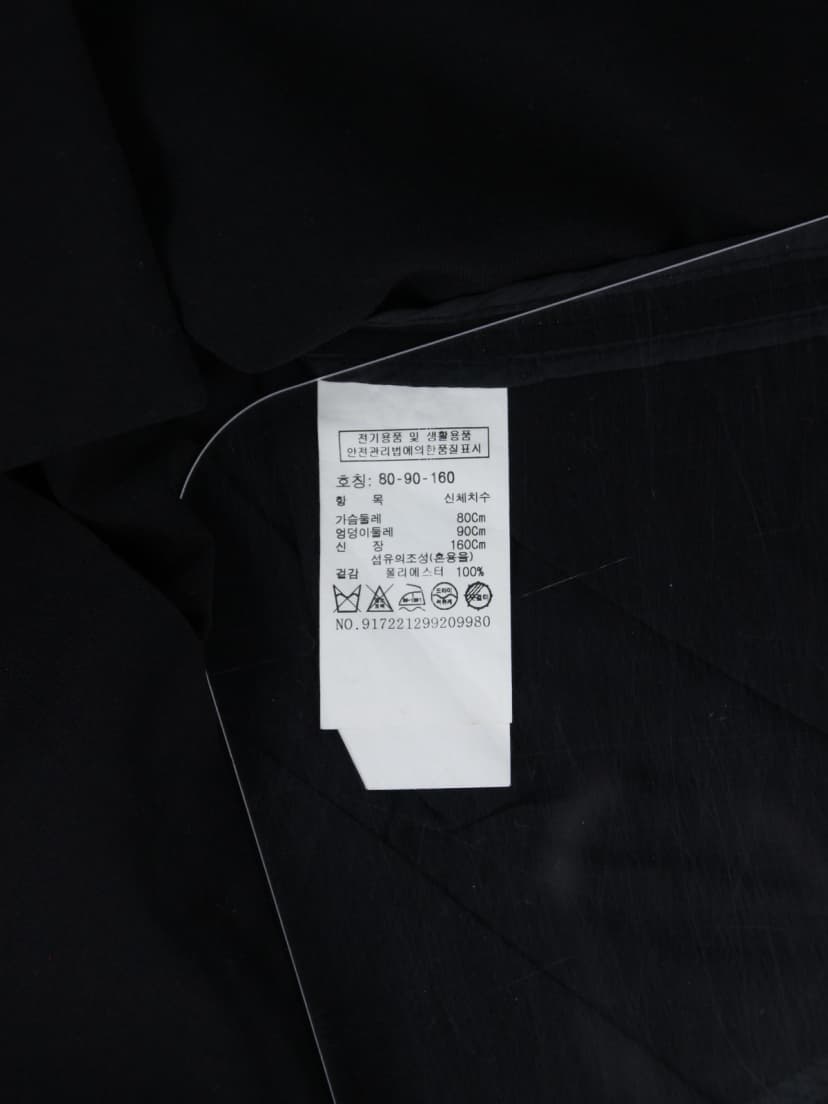 전기용품 및 생활용품
안전관리법에의한품질표시
호칭: 80-90-160
항 목 신체치수
가슴둘레 80Cm
엉덩이둘레 90Cm
신 장 160Cm
섬유의조성(혼용율)
겉감 폴리에스터 100%
드라이
NO.917221299209980